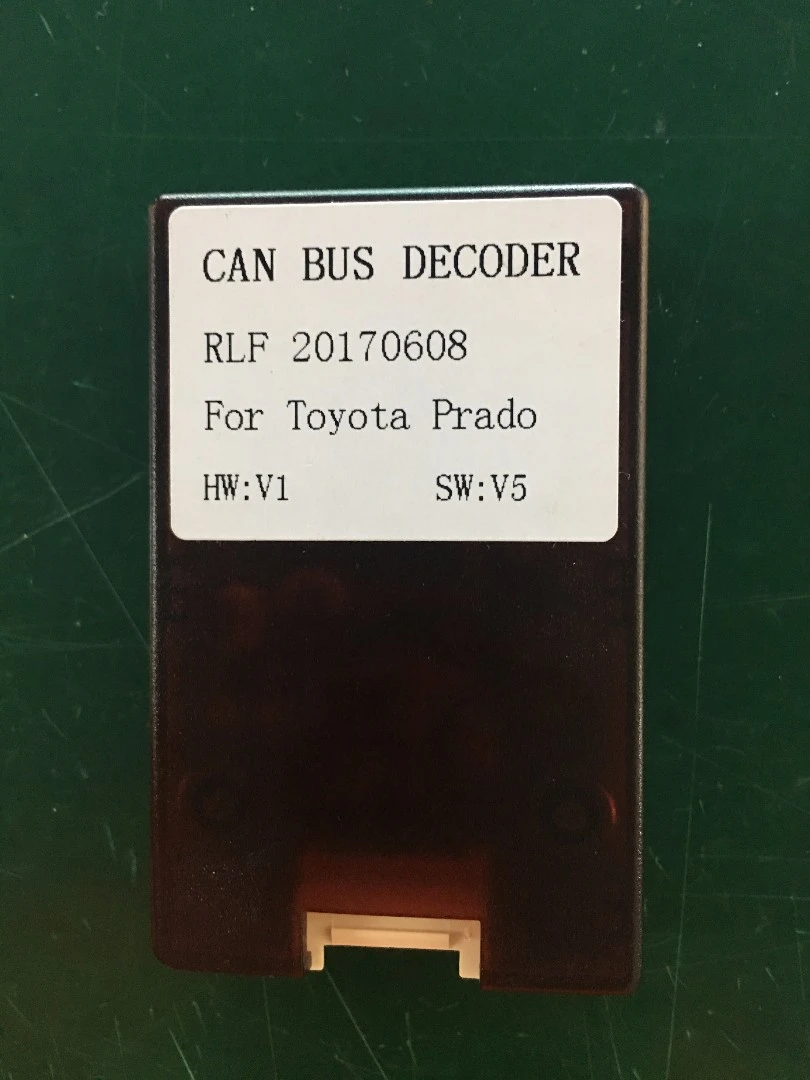 CAN BUS DECODER
RLF 20170608
For Toyota Prado
HW:V1 SW:V5